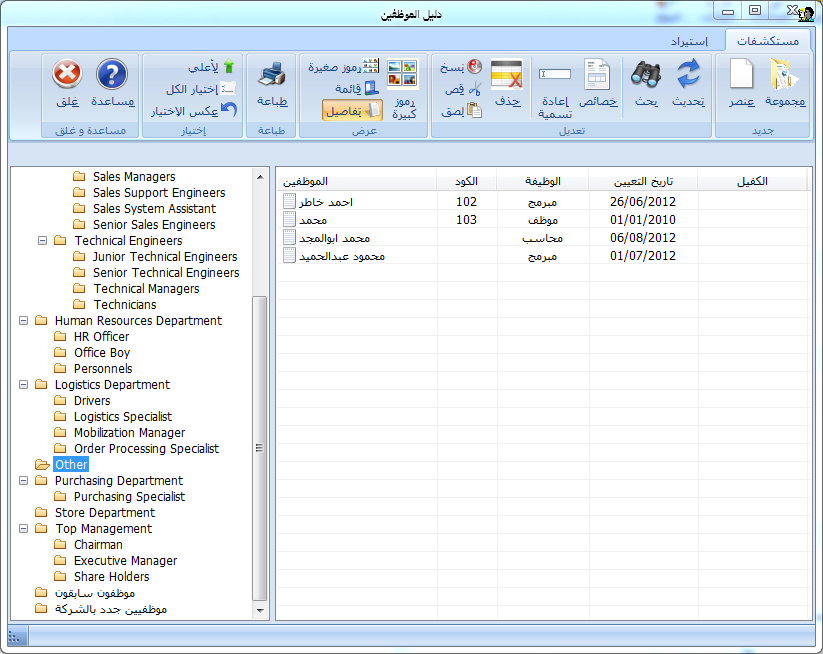 دليل الموظفين
مستكشفات
إستيراد
مجموعة
عنصر
جديد
تحديث
بحث
خصائص
إعادة تسمية
حذف
نسخ
قص
لصق
تعديل
رموز كبيرة
رموز صغيرة
قائمة
تفاصيل
عرض
طباعة
طباعة
لأعلي
إختيار الكل
عكس الإختيار
إختيار
مساعدة
غلق
مساعدة و غلق
الموظفين الكود الوظيفة تاريخ التعيين الكفيل
احمد خاطر 102 مبرمج 26/06/2012
محمد 103 موظف 01/01/2010
محمد ابوالمجد محاسب 06/08/2012
محمود عبدالحميد مبرمج 01/07/2012
Sales Managers
Sales Support Engineers
Sales System Assistant
Senior Sales Engineers
Technical Engineers
Junior Technical Engineers
Senior Technical Engineers
Technical Managers
Technicians
Human Resources Department
HR Officer
Office Boy
Personnels
Logistics Department
Drivers
Logistics Specialist
Mobilization Manager
Order Processing Specialist
Other
Purchasing Department
Purchasing Specialist
Store Department
Top Management
Chairman
Executive Manager
Share Holders
موظفون سابقون
موظفيين جدد بالشركة